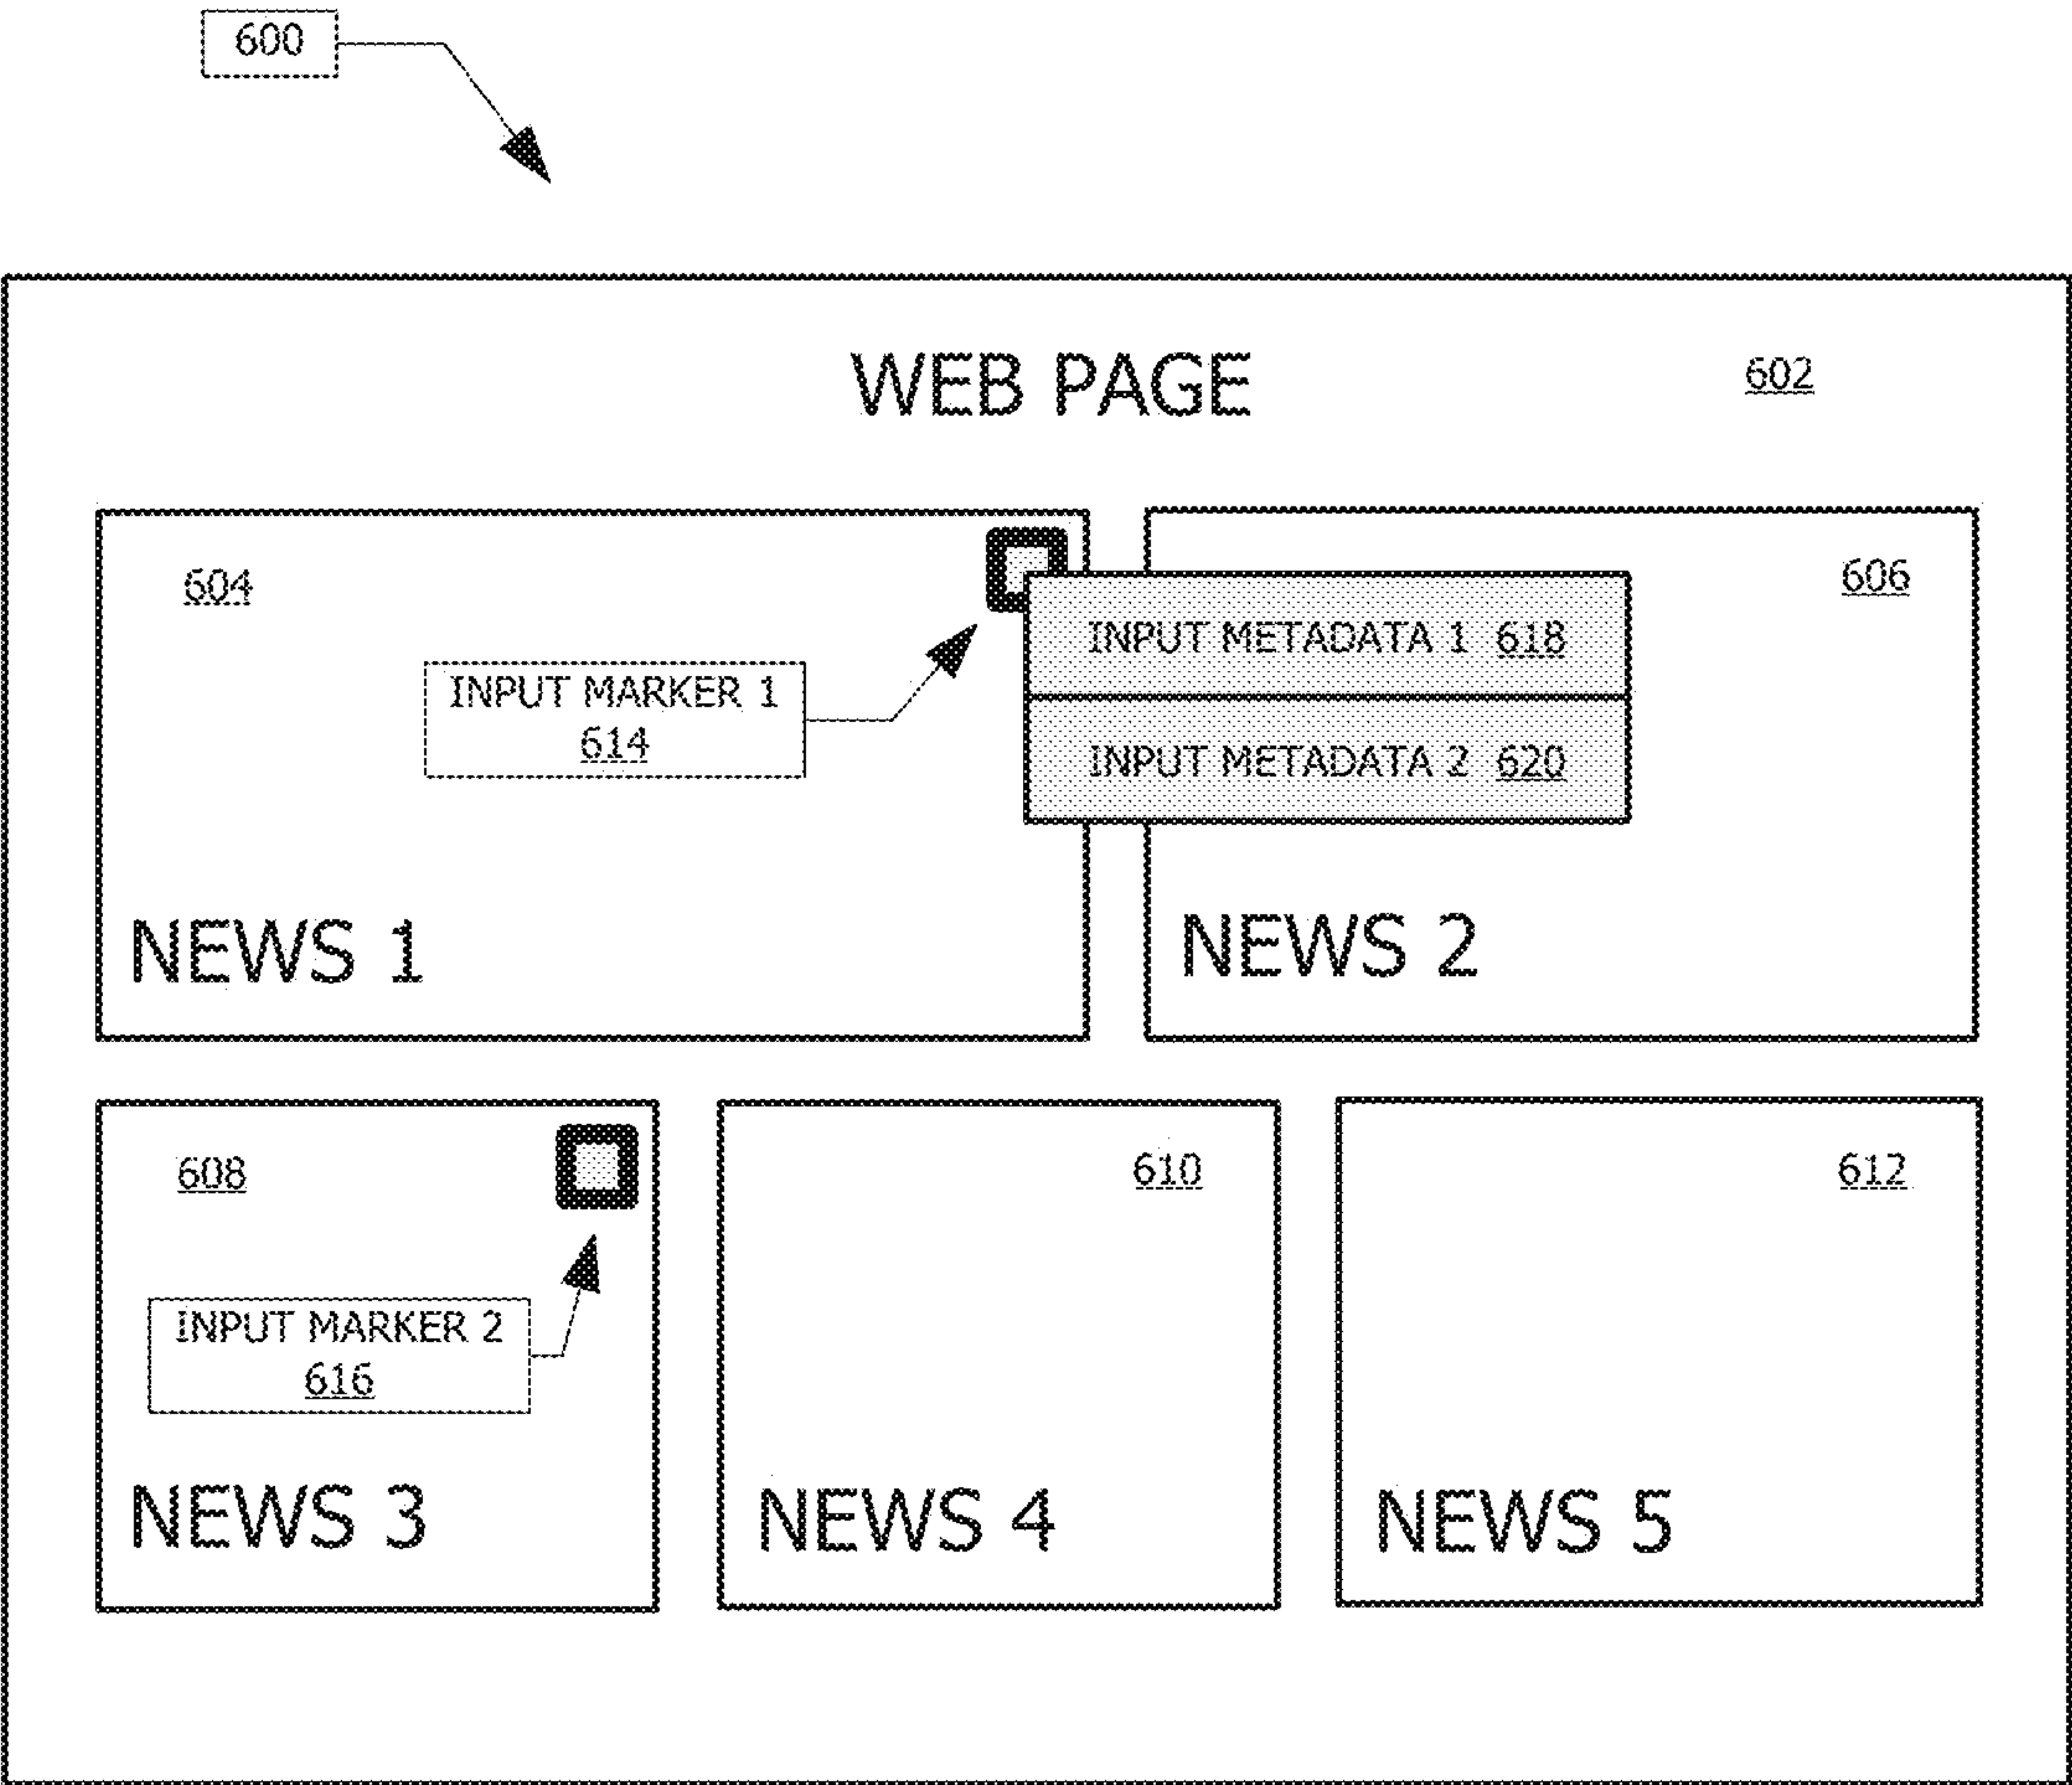 600
WEB PAGE 602
604
606
INPUT METADATA 1 618
INPUT MARKER 1
614
INPUT METADATA 2 620
NEWS 1
NEWS 2
608
610
612
INPUT MARKER 2
616
NEWS 3
NEWS 4
NEWS 5